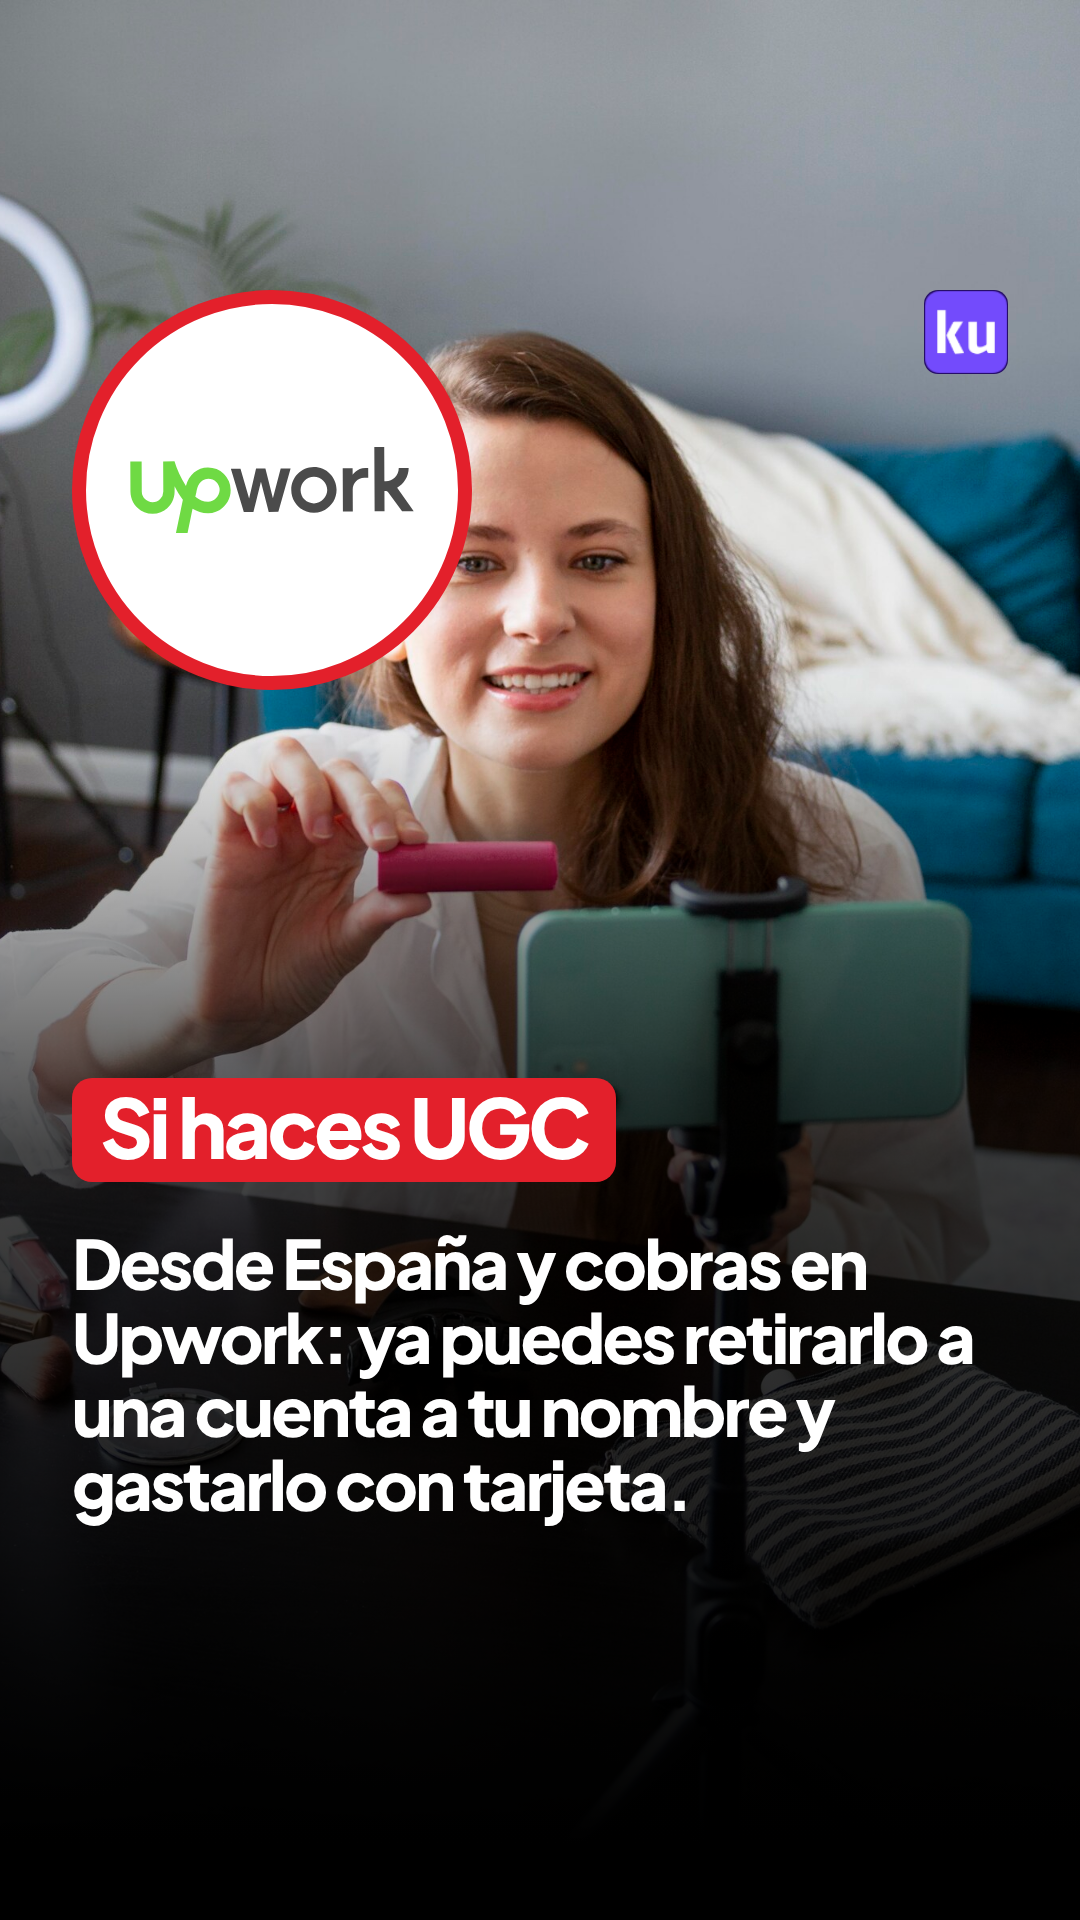 upwork
ku
Si haces UGC
Desde España y cobras en
Upwork: ya puedes retirarlo a
una cuenta a tu nombre y
gastarlo con tarjeta.